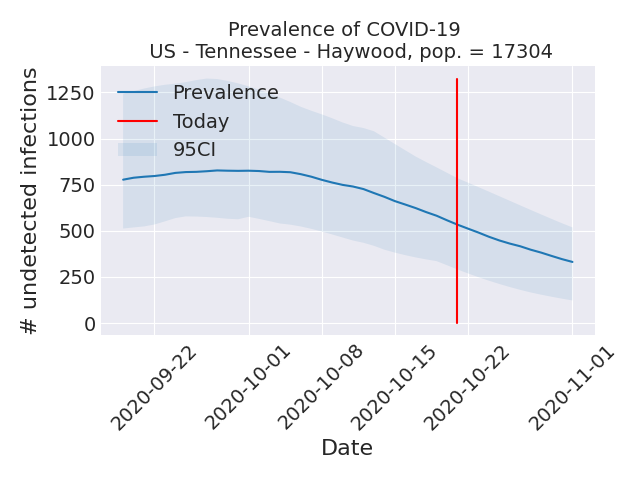 Prevalence of COVID-19
US - Tennessee - Haywood, pop. = 17304
# undetected infections
1250
1000
750
500
250
0
Prevalence
Today
95CI
2020-09-22
2020-10-01
2020-10-08
2020-10-15
2020-10-22
2020-11-01
Date